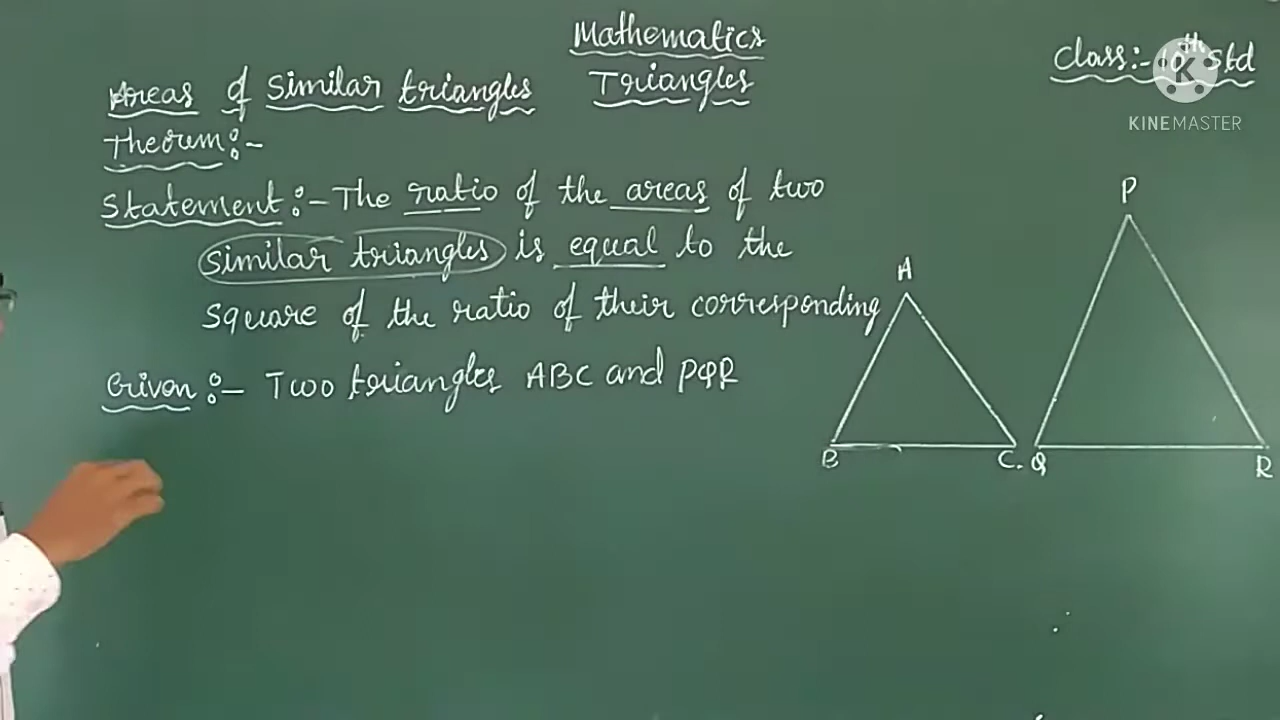 Mathematics
Triangles
Class:- 10th Std
KINEMASTER
Areas of Similar triangles
Theorem:-
Statement:- The ratio of the areas of two
similar triangles is equal to the
square of the ratio of their corresponding
Given:- Two triangles ABC and PQR
A
B
C.
P
Q
R